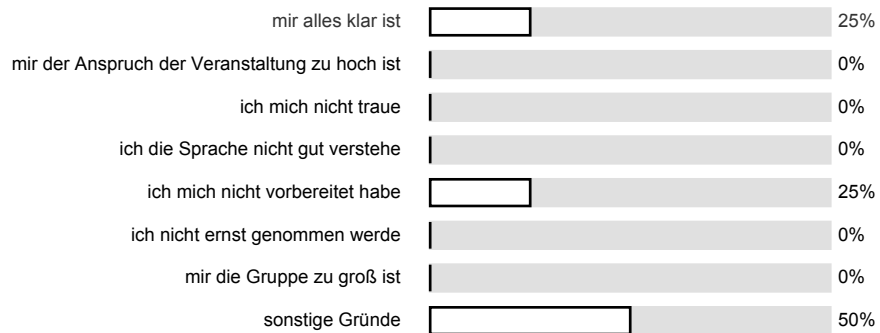 mir alles klar ist 25%
mir der Anspruch der Veranstaltung zu hoch ist 0%
ich mich nicht traue 0%
ich die Sprache nicht gut verstehe 0%
ich mich nicht vorbereitet habe 25%
ich nicht ernst genommen werde 0%
mir die Gruppe zu groß ist 0%
sonstige Gründe 50%